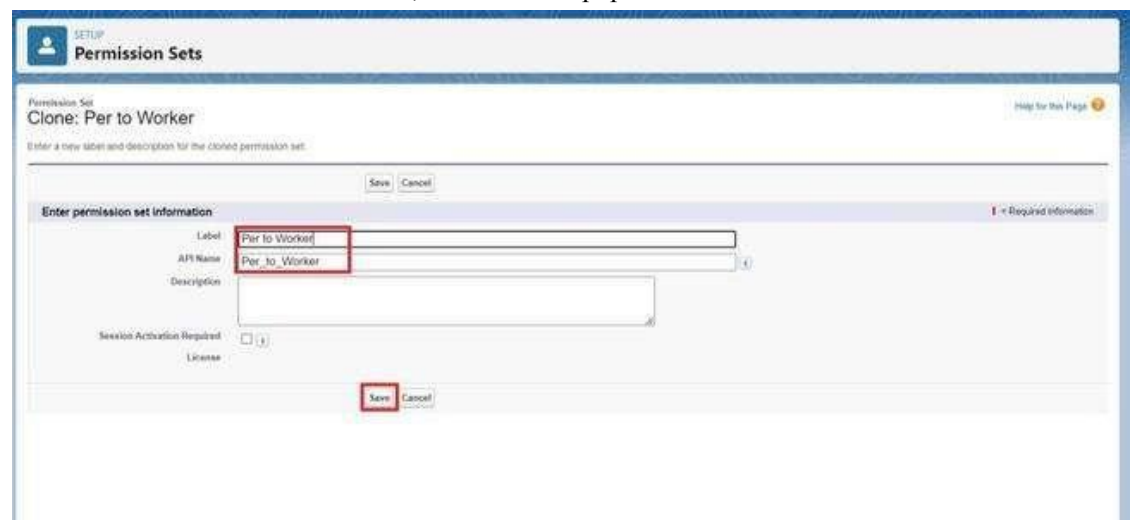 SETUP
Permission Sets
Permission Set
Clone: Per to Worker
Help for this Page
Enter a new label and description for the cloned permission set.
Save Cancel
Enter permission set information
= Required Information
Label Per to Worker
API Name Per_to_Worker
Description
Session Activation Required
License
Save Cancel